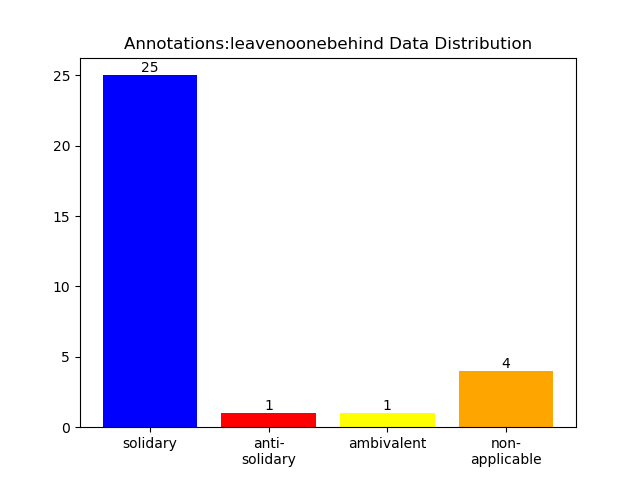 Annotations:leavenoonebehind Data Distribution
25
25
20
15
10
5
0
1
1
4
solidary
anti-
solidary
ambivalent
non-
applicable